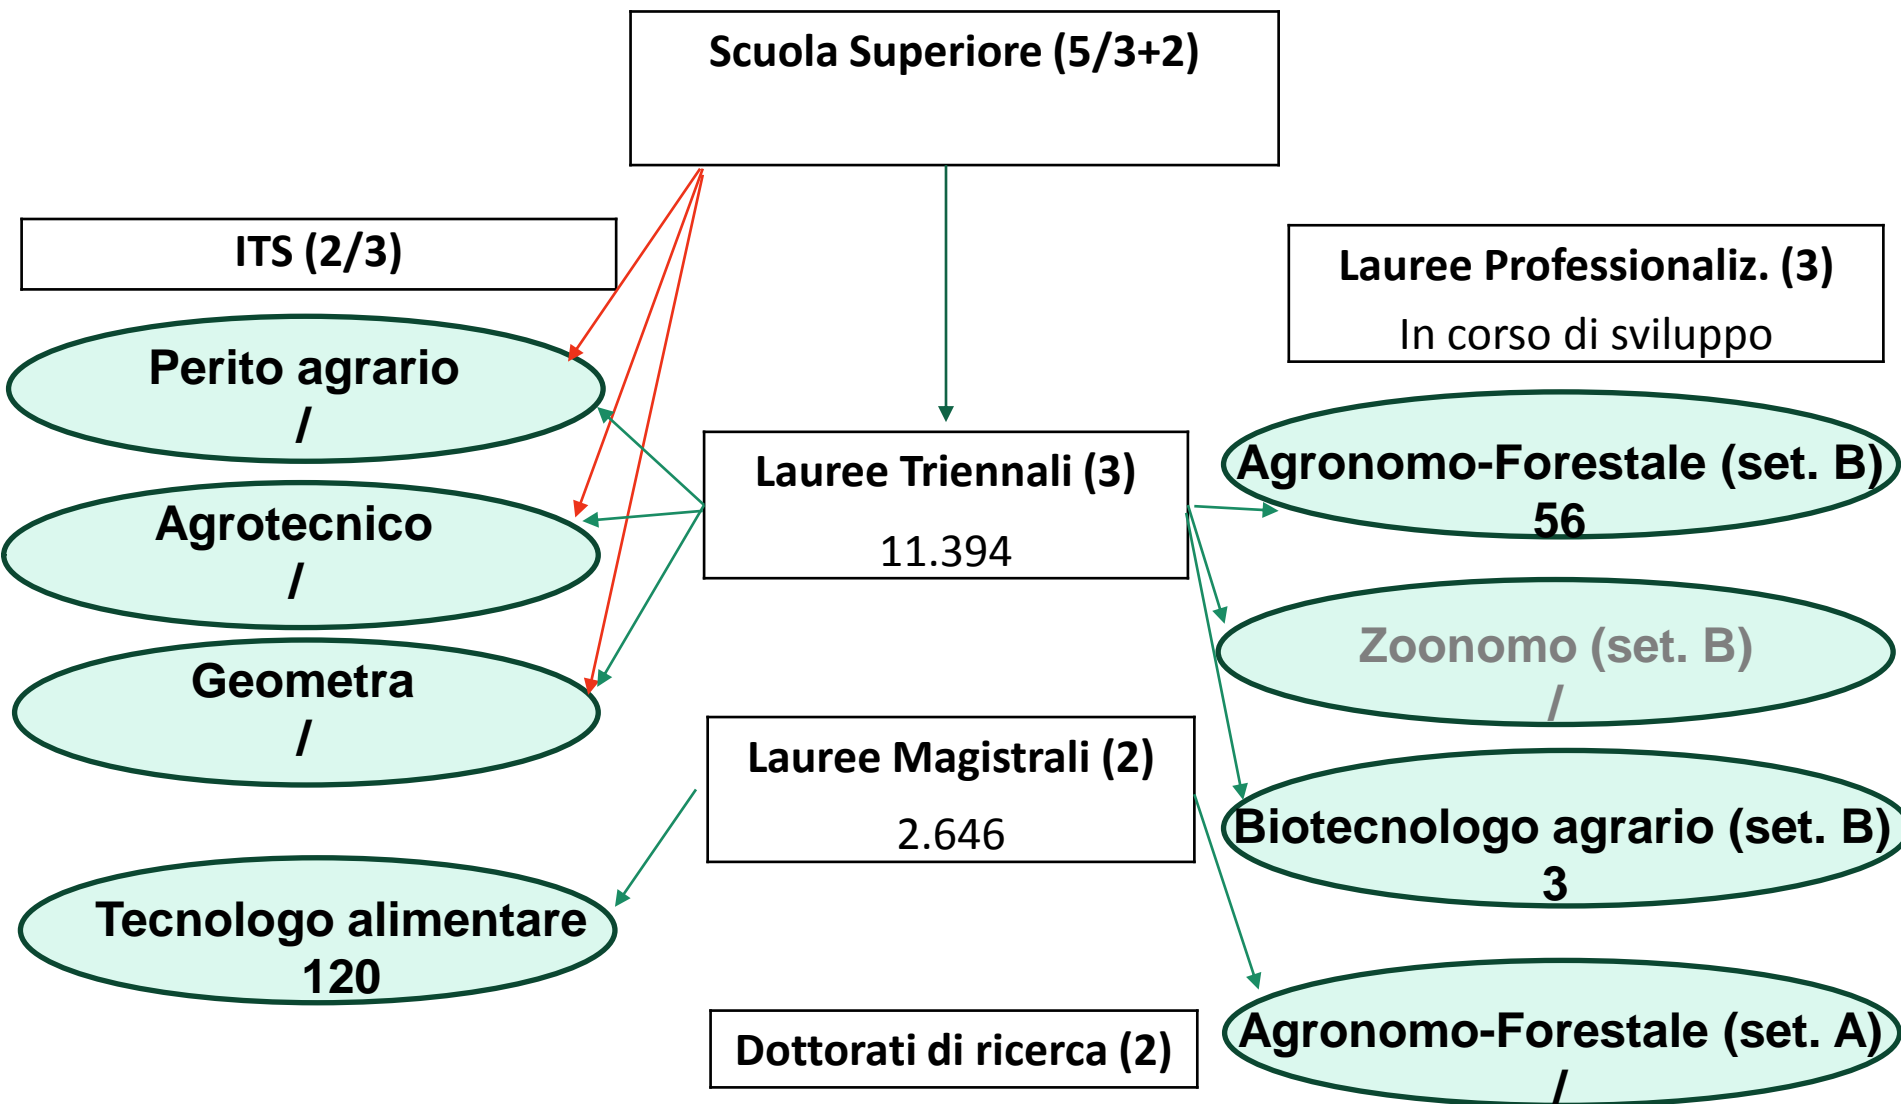 Scuola Superiore (5/3+2)
ITS (2/3)
Lauree Professionaliz. (3)
In corso di sviluppo
Perito agrario
/
Agrotecnico
/
Geometra
/
Tecnologo alimentare
120
Lauree Triennali (3)
11.394
Lauree Magistrali (2)
2.646
Dottorati di ricerca (2)
Agronomo-Forestale (set. B)
56
Zoonomo (set. B)
/
Biotecnologo agrario (set. B)
3
Agronomo-Forestale (set. A)
/